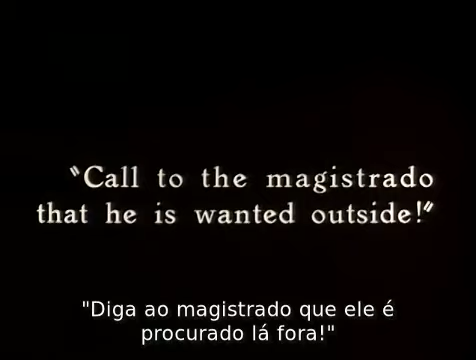 "Call to the magistrado
that he is wanted outside!"
"Diga ao magistrado que ele é
procurado lá fora!"